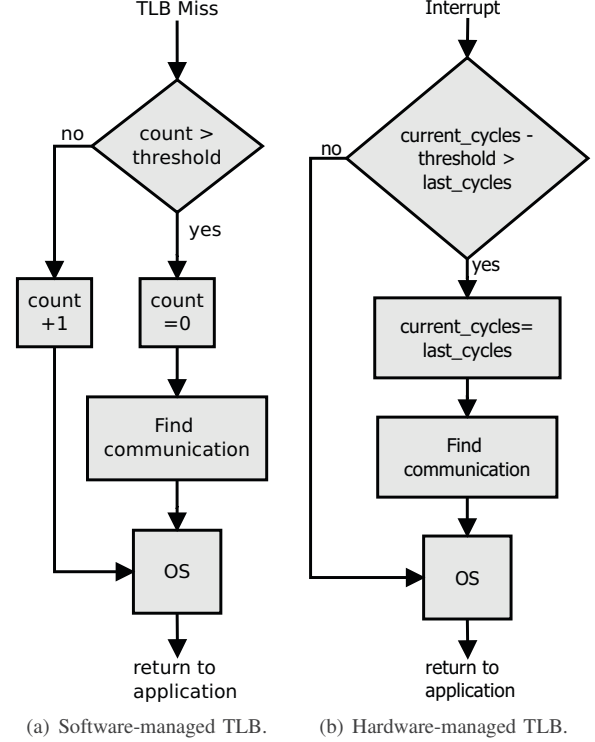 TLB Miss
count >
threshold
no
yes
count
+1
count
=0
Find
communication
OS
return to
application
(a) Software-managed TLB.
Interrupt
current_cycles -
threshold >
last_cycles
no
yes
current_cycles=
last_cycles
Find
communication
OS
return to
application
(b) Hardware-managed TLB.